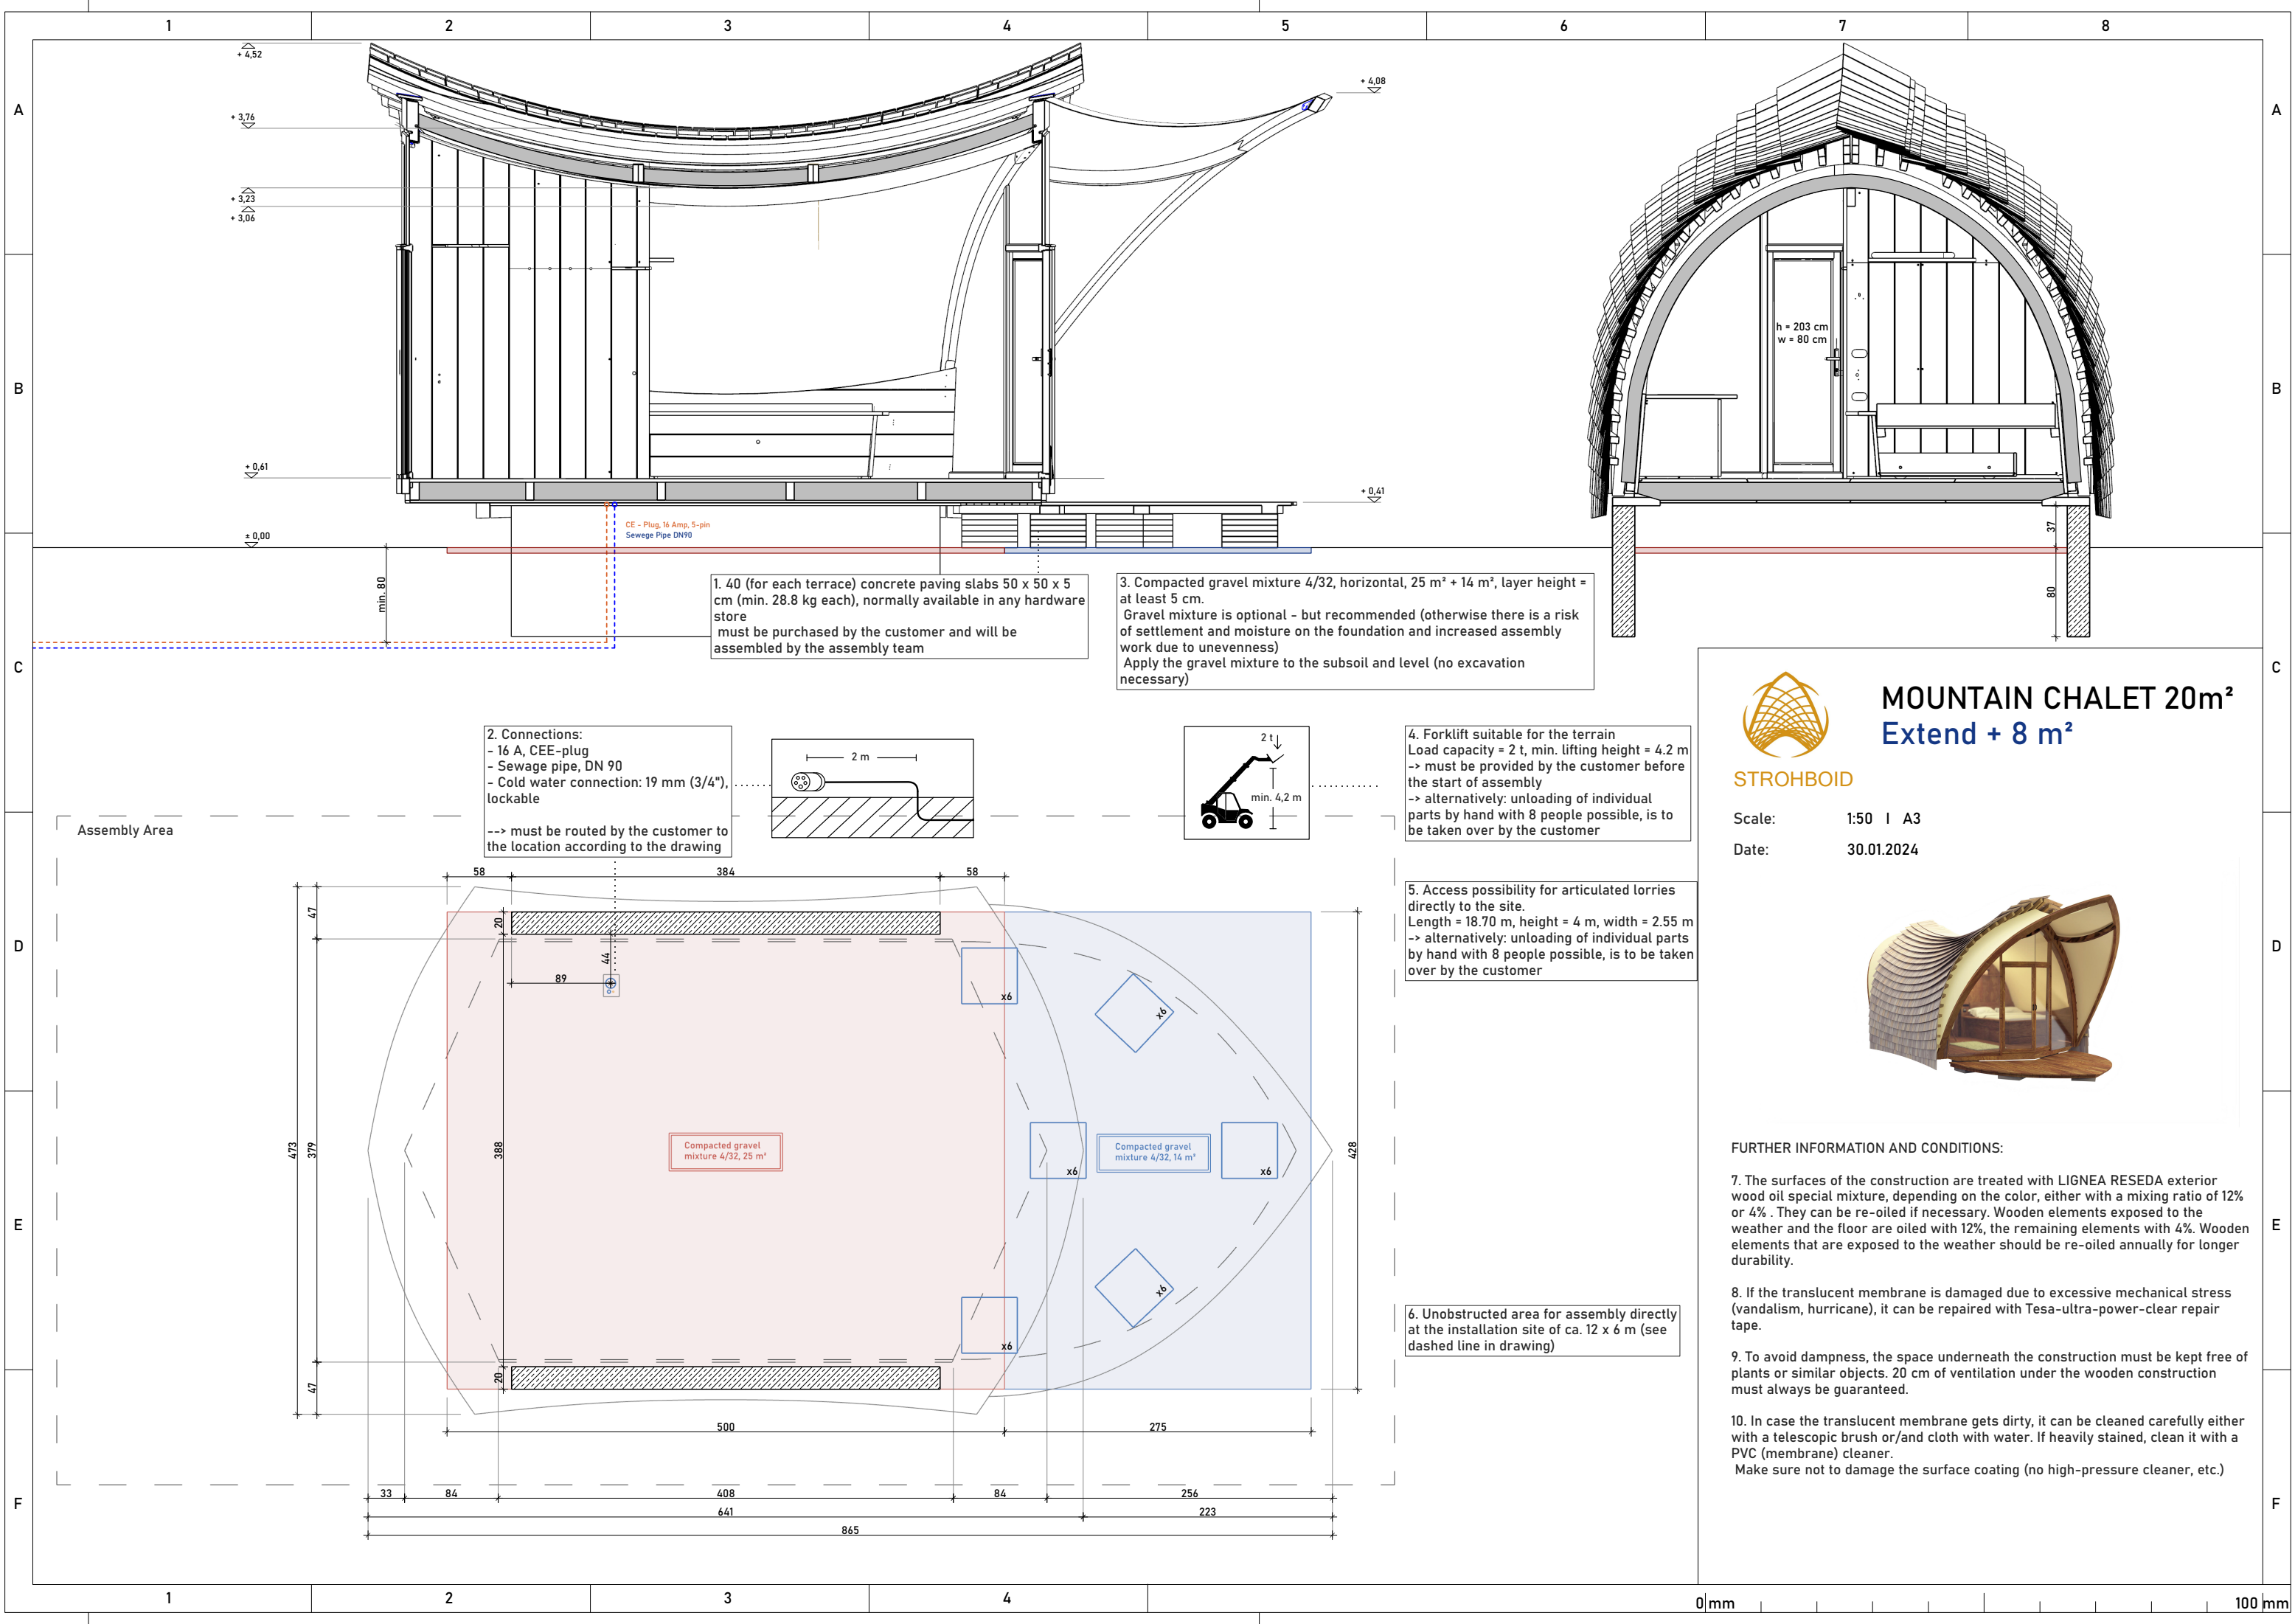 1 2 3 4 5 6 7 8
A A
+ 4,52
+ 4,08
+ 3,76
+ 3,23
+ 3,06
h = 203 cm
w = 80 cm
B B
+ 0,61
+ 0,41
± 0,00
CE - Plug, 16 Amp, 5-pin
Sewege Pipe DN90
37
min. 80
80
1. 40 (for each terrace) concrete paving slabs 50 x 50 x 5
cm (min. 28.8 kg each), normally available in any hardware
store
must be purchased by the customer and will be
assembled by the assembly team
3. Compacted gravel mixture 4/32, horizontal, 25 m² + 14 m², layer height =
at least 5 cm.
Gravel mixture is optional - but recommended (otherwise there is a risk
of settlement and moisture on the foundation and increased assembly
work due to unevenness)
Apply the gravel mixture to the subsoil and level (no excavation
necessary)
C C
STROHBOID
MOUNTAIN CHALET 20m²
Extend + 8 m²
Scale: 1:50 I A3
Date: 30.01.2024
2. Connections:
- 16 A, CEE-plug
- Sewage pipe, DN 90
- Cold water connection: 19 mm (3/4"),
lockable
--> must be routed by the customer to
the location according to the drawing
2 m
2 t
min. 4,2 m
4. Forklift suitable for the terrain
Load capacity = 2 t, min. lifting height = 4.2 m
-> must be provided by the customer before
the start of assembly
-> alternatively: unloading of individual
parts by hand with 8 people possible, is to
be taken over by the customer
Assembly Area
5. Access possibility for articulated lorries
directly to the site.
Length = 18.70 m, height = 4 m, width = 2.55 m
-> alternatively: unloading of individual parts
by hand with 8 people possible, is to be taken
over by the customer
D D
58 384 58
47
20
44
89
x6
x6
473
379
388
Compacted gravel
mixture 4/32, 25 m²
Compacted gravel
mixture 4/32, 14 m²
x6
x6
428
x6
x6
20
47
500 275
33 84 408 84 256
641 223
865
6. Unobstructed area for assembly directly
at the installation site of ca. 12 x 6 m (see
dashed line in drawing)
E E
FURTHER INFORMATION AND CONDITIONS:
7. The surfaces of the construction are treated with LIGNEA RESEDA exterior
wood oil special mixture, depending on the color, either with a mixing ratio of 12%
or 4% . They can be re-oiled if necessary. Wooden elements exposed to the
weather and the floor are oiled with 12%, the remaining elements with 4%. Wooden
elements that are exposed to the weather should be re-oiled annually for longer
durability.
8. If the translucent membrane is damaged due to excessive mechanical stress
(vandalism, hurricane), it can be repaired with Tesa-ultra-power-clear repair
tape.
9. To avoid dampness, the space underneath the construction must be kept free of
plants or similar objects. 20 cm of ventilation under the wooden construction
must always be guaranteed.
10. In case the translucent membrane gets dirty, it can be cleaned carefully either
with a telescopic brush or/and cloth with water. If heavily stained, clean it with a
PVC (membrane) cleaner.
Make sure not to damage the surface coating (no high-pressure cleaner, etc.)
F F
1 2 3 4
0 mm 100 mm